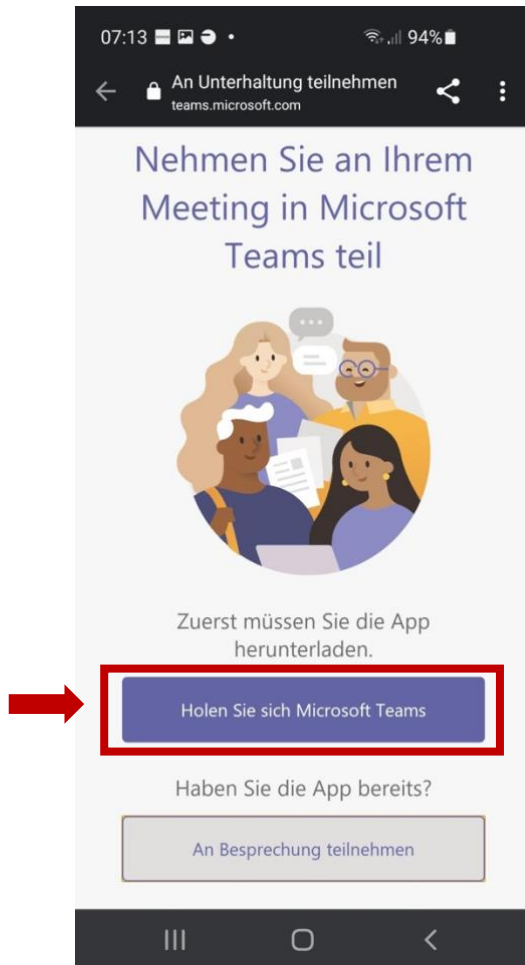 07:13 94%
An Unterhaltung teilnehmen
teams.microsoft.com
Nehmen Sie an Ihrem
Meeting in Microsoft
Teams teil
Zuerst müssen Sie die App
herunterladen.
Holen Sie sich Microsoft Teams
Haben Sie die App bereits?
An Besprechung teilnehmen